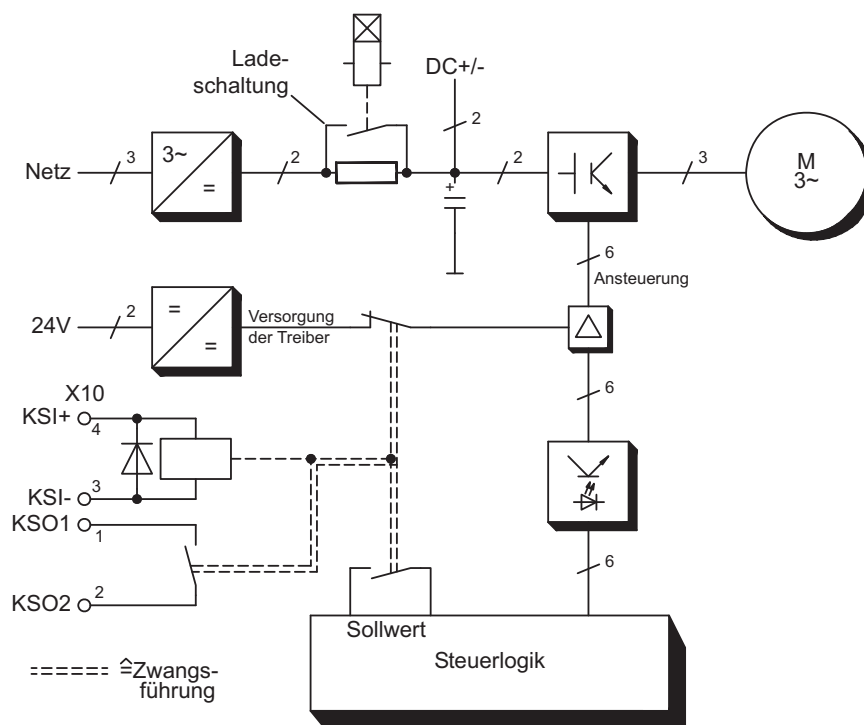 Lade-
schaltung
DC+/-
2
Netz
3
3~
=
2
2
3
M
3~
+
6
Ansteuerung
24V
2
=
=
Versorgung
der Treiber
6
X10
KSI+
4
KSI-
3
KSO1
1
KSO2
2
6
Sollwert
Steuerlogik
≙Zwangs-
führung